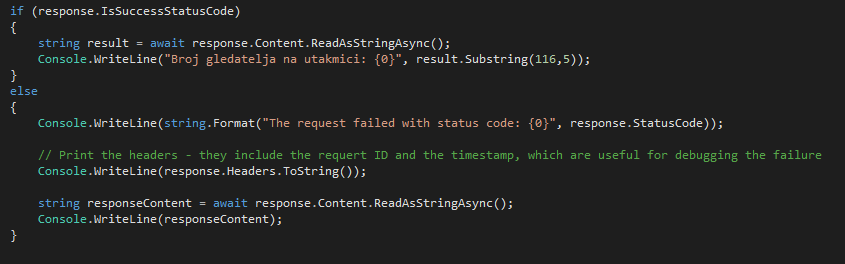 if (response.IsSuccessStatusCode)
{
    string result = await response.Content.ReadAsStringAsync();
    Console.WriteLine("Broj gledatelja na utakmici: {0}", result.Substring(116,5));
}
else
{
    Console.WriteLine(string.Format("The request failed with status code: {0}", response.StatusCode));
    // Print the headers - they include the requert ID and the timestamp, which are useful for debugging the failure
    Console.WriteLine(response.Headers.ToString());
    string responseContent = await response.Content.ReadAsStringAsync();
    Console.WriteLine(responseContent);
}